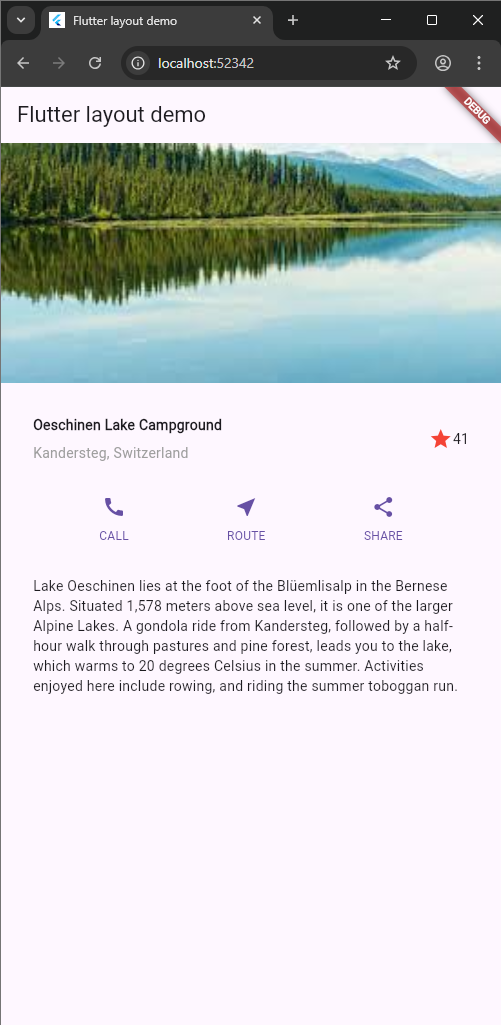 Flutter layout demo
localhost:52342
Flutter layout demo
DEBUG
Oeschinen Lake Campground
41
Kandersteg, Switzerland
CALL ROUTE SHARE
Lake Oeschinen lies at the foot of the Blüemlisalp in the Bernese
Alps. Situated 1,578 meters above sea level, it is one of the larger
Alpine Lakes. A gondola ride from Kandersteg, followed by a half-
hour walk through pastures and pine forest, leads you to the lake,
which warms to 20 degrees Celsius in the summer. Activities
enjoyed here include rowing, and riding the summer toboggan run.